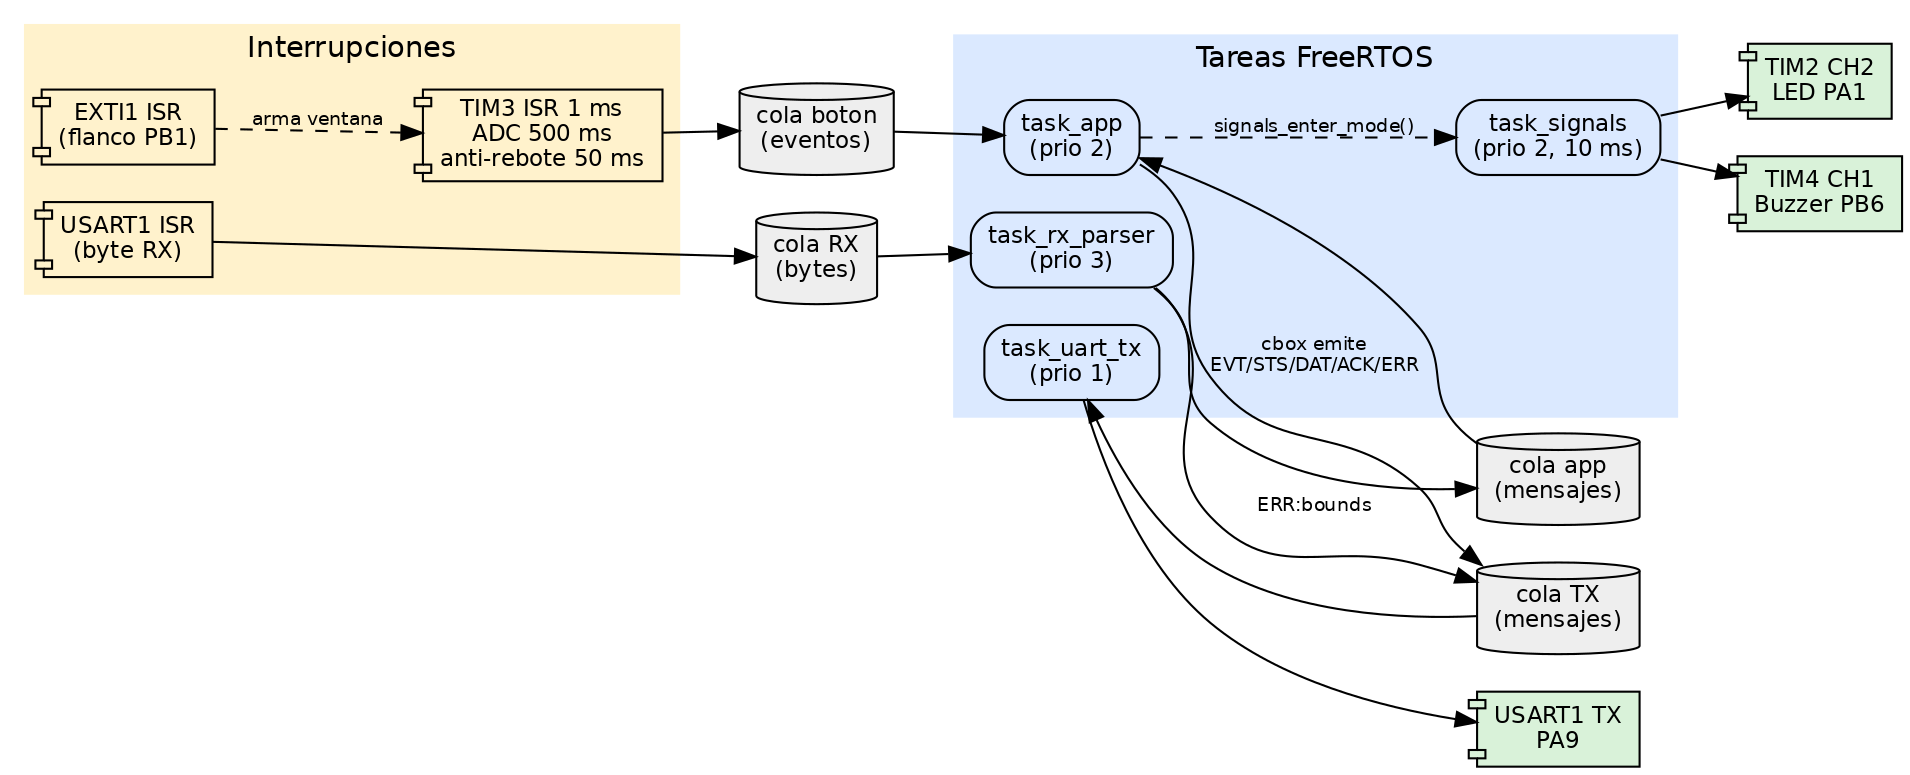 Interrupciones
EXTI1 ISR
(flanco PB1)
arma ventana
TIM3 ISR 1 ms
ADC 500 ms
anti-rebote 50 ms
USART1 ISR
(byte RX)
cola boton
(eventos)
cola RX
(bytes)
Tareas FreeRTOS
task_app
(prio 2)
signals_enter_mode()
task_signals
(prio 2, 10 ms)
task_rx_parser
(prio 3)
task_uart_tx
(prio 1)
cbox emite
EVT/STS/DAT/ACK/ERR
ERR:bounds
TIM2 CH2
LED PA1
TIM4 CH1
Buzzer PB6
cola app
(mensajes)
cola TX
(mensajes)
USART1 TX
PA9